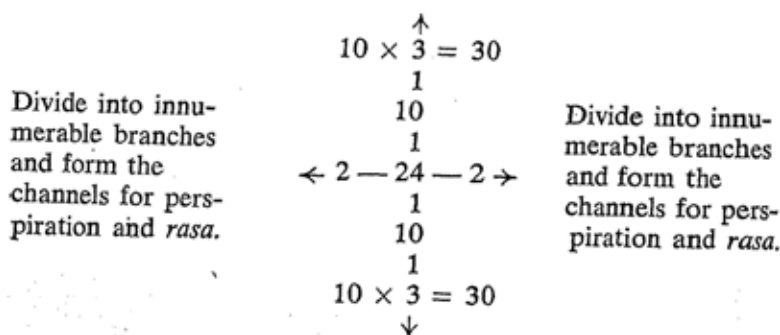 ↑
10 × 3 = 30
1
10
1
← 2 — 24 — 2 →
1
10
1
10 × 3 = 30
↓
Divide into innu-
merable branches
and form the
channels for pers-
piration and rasa.
Divide into innu-
merable branches
and form the
channels for pers-
piration and rasa.